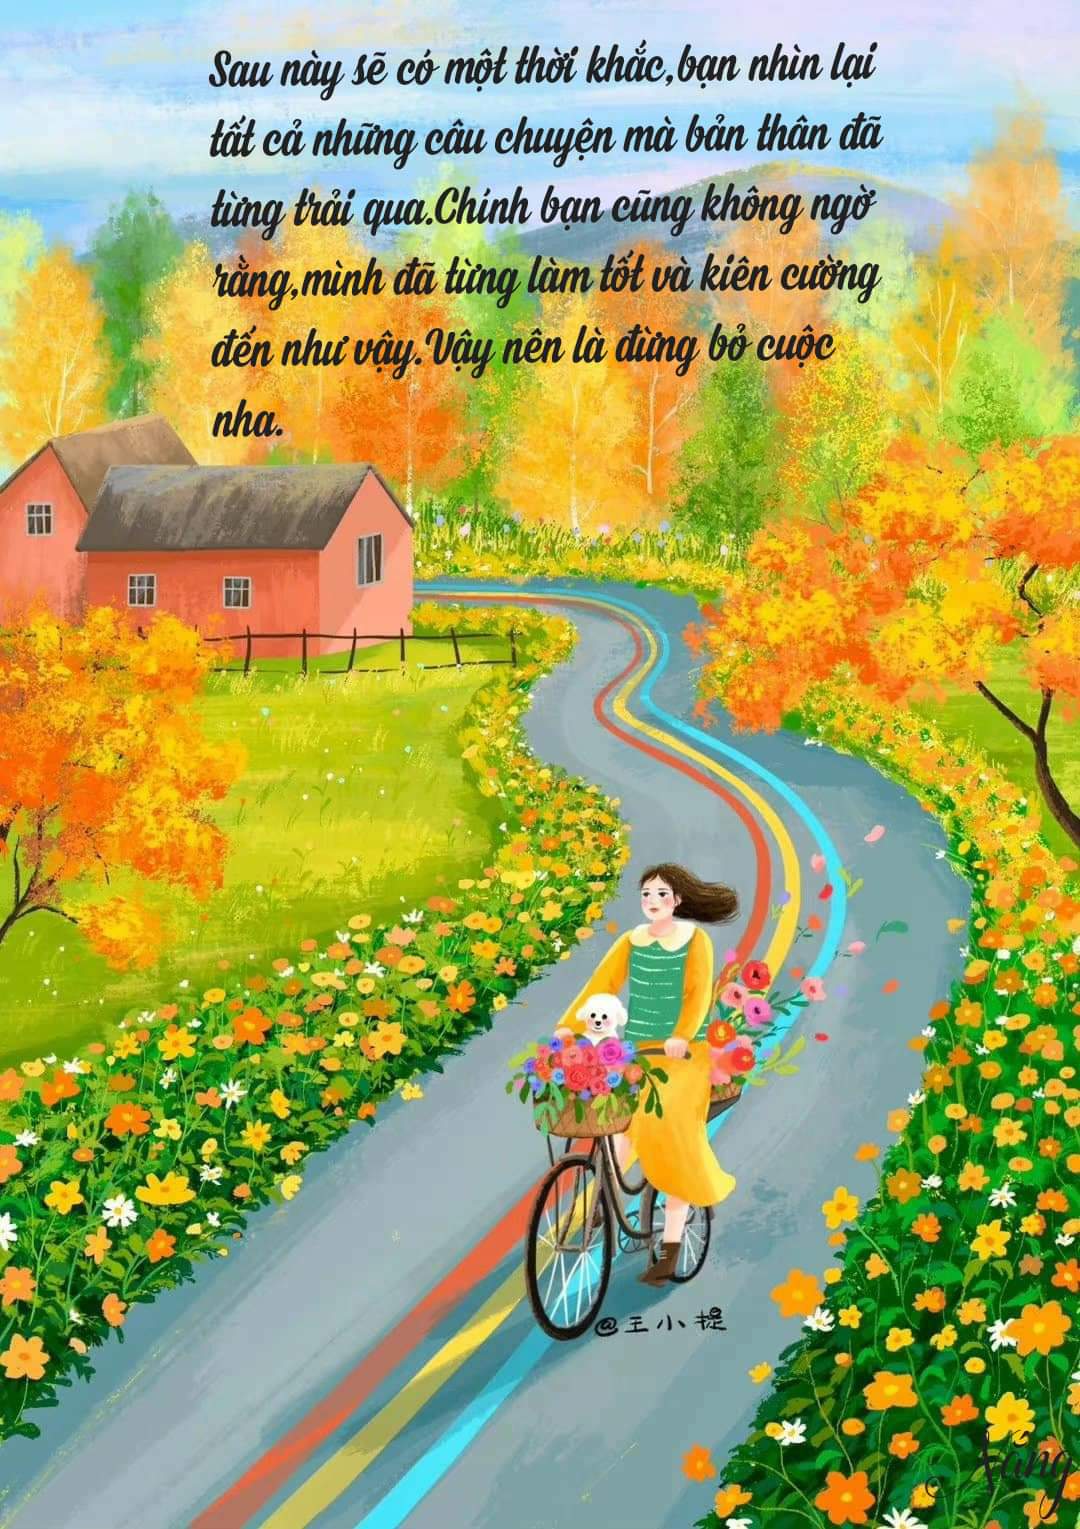 Sau này sẽ có một thời khắc,bạn nhìn lại
tất cả những câu chuyện mà bản thân đã
từng trải qua.Chính bạn cũng không ngờ
rằng,mình đã từng làm tốt và kiên cường
đến như vậy.Vậy nên là đừng bỏ cuộc
nha.
@王小提